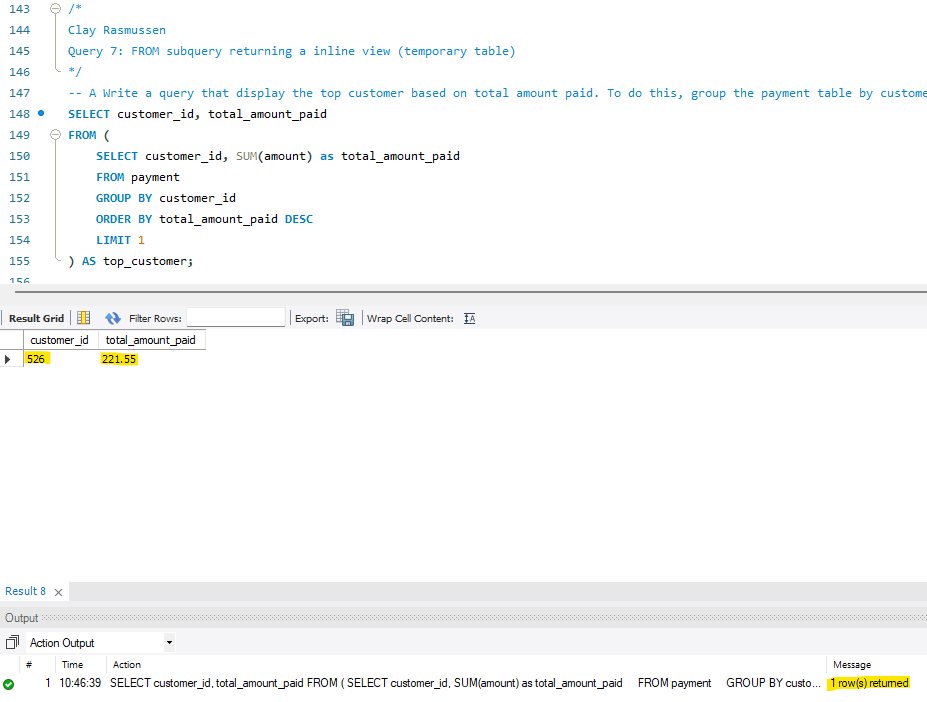 143 /*
144 Clay Rasmussen
145 Query 7: FROM subquery returning a inline view (temporary table)
146 */
147 -- A Write a query that display the top customer based on total amount paid. To do this, group the payment table by custome
148 SELECT customer_id, total_amount_paid
149 FROM (
150 SELECT customer_id, SUM(amount) as total_amount_paid
151 FROM payment
152 GROUP BY customer_id
153 ORDER BY total_amount_paid DESC
154 LIMIT 1
155 ) AS top_customer;
156
Result Grid Filter Rows: Export: Wrap Cell Content: IA
customer_id total_amount_paid
526 221.55
Result 8
Output
Action Output
# Time Action Message
1 10:46:39 SELECT customer_id, total_amount_paid FROM ( SELECT customer_id, SUM(amount) as total_amount_paid FROM payment GROUP BY custo... 1 row(s) returned